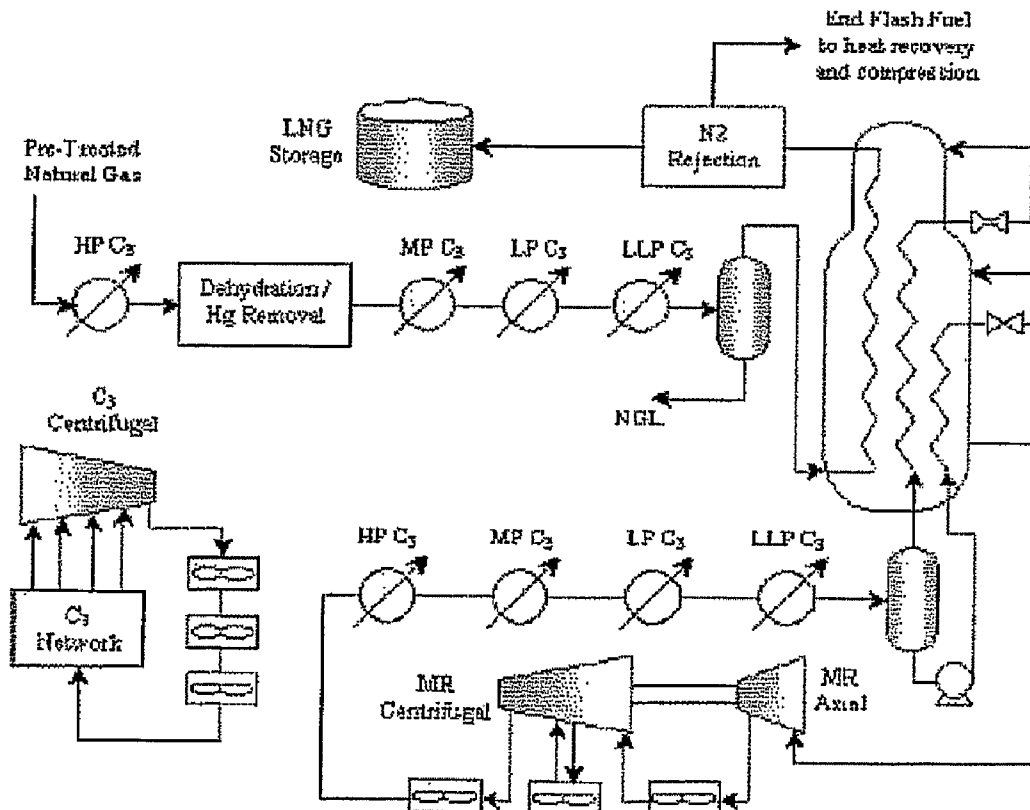 End Flash Fuel
to heat recovery
and compression
LNG
Storage
N2
Rejection
Pre-Treated
Natural Gas
HP C₃
MP C₃
LP C₃
LLP C₃
Dehydration /
Hg Removal
NGL
C₃
Centrifugal
HP C₃
MP C₃
LP C₃
LLP C₃
C₃
Network
MR
Centrifugal
MR
Axial